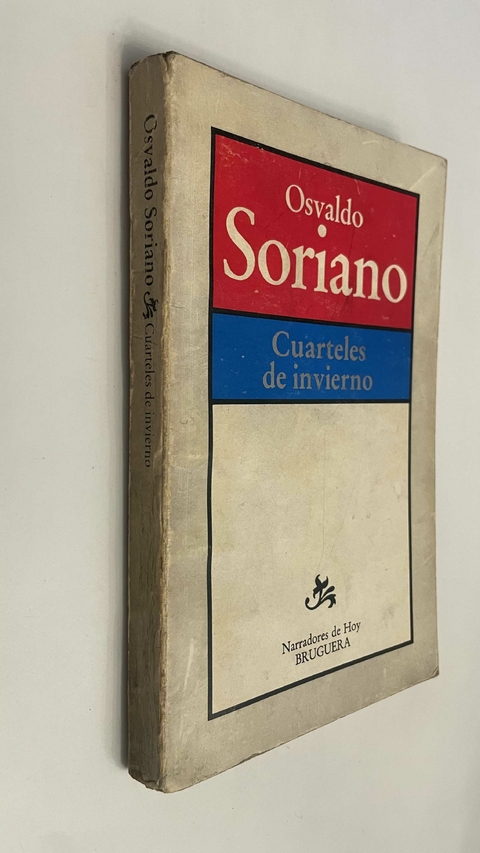 Osvaldo Soriano Cuarteles de invierno
Osvaldo
Soriano
Cuarteles
de invierno
Narradores de Hoy
BRUGUERA